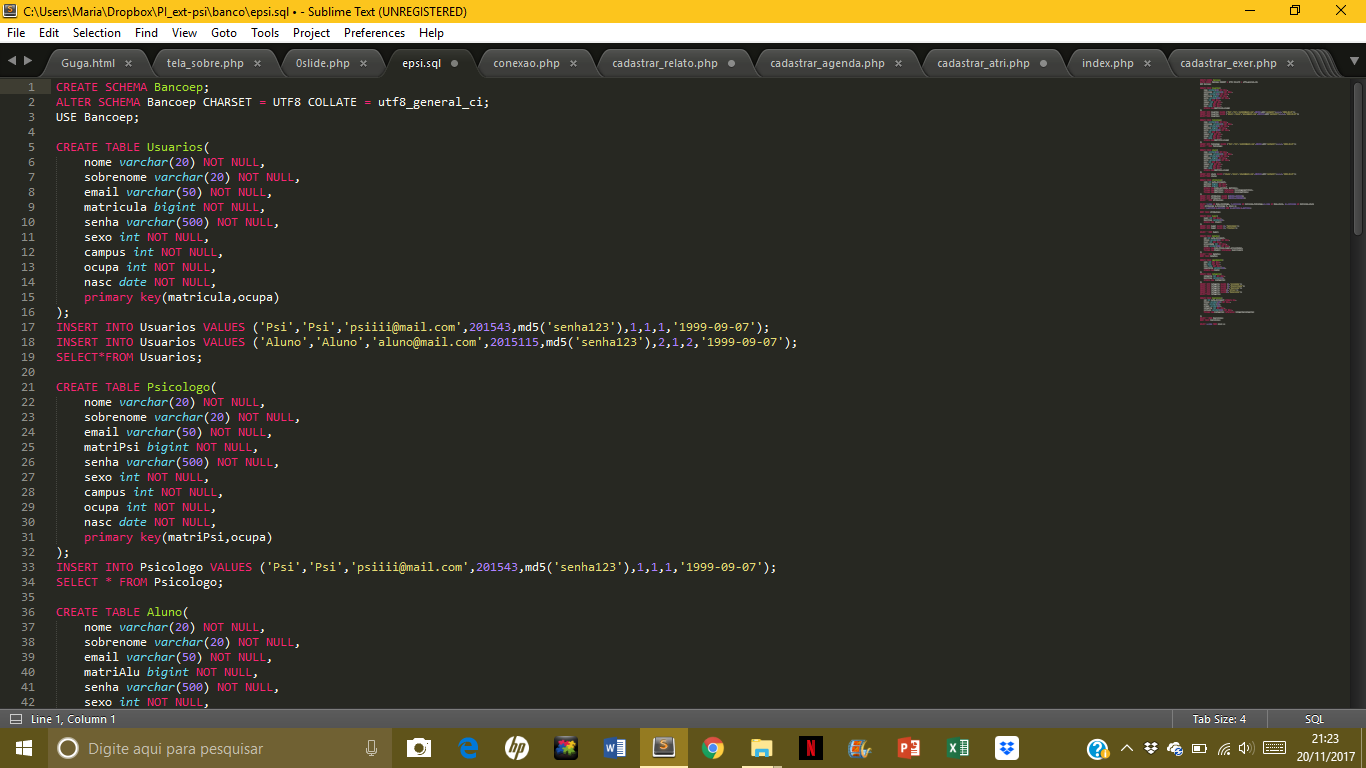 C:\Users\Maria\Dropbox\PI_ext-psi\banco\epsi.sql • - Sublime Text (UNREGISTERED)
File Edit Selection Find View Goto Tools Project Preferences Help
Guga.html × tela_sobre.php × 0slide.php × epsi.sql conexao.php × cadastrar_relato.php cadastrar_agenda.php × cadastrar_atri.php index.php × cadastrar_exer.php ×
1 CREATE SCHEMA Bancoep;
2 ALTER SCHEMA Bancoep CHARSET = UTF8 COLLATE = utf8_general_ci;
3 USE Bancoep;
4
5 CREATE TABLE Usuarios(
6 nome varchar(20) NOT NULL,
7 sobrenome varchar(20) NOT NULL,
8 email varchar(50) NOT NULL,
9 matricula bigint NOT NULL,
10 senha varchar(500) NOT NULL,
11 sexo int NOT NULL,
12 campus int NOT NULL,
13 ocupa int NOT NULL,
14 nasc date NOT NULL,
15 primary key(matricula,ocupa)
16 );
17 INSERT INTO Usuarios VALUES ('Psi','Psi','psiiii@mail.com',201543,md5('senha123'),1,1,1,'1999-09-07');
18 INSERT INTO Usuarios VALUES ('Aluno','Aluno','aluno@mail.com',2015115,md5('senha123'),2,1,2,'1999-09-07');
19 SELECT*FROM Usuarios;
20
21 CREATE TABLE Psicologo(
22 nome varchar(20) NOT NULL,
23 sobrenome varchar(20) NOT NULL,
24 email varchar(50) NOT NULL,
25 matriPsi bigint NOT NULL,
26 senha varchar(500) NOT NULL,
27 sexo int NOT NULL,
28 campus int NOT NULL,
29 ocupa int NOT NULL,
30 nasc date NOT NULL,
31 primary key(matriPsi,ocupa)
32 );
33 INSERT INTO Psicologo VALUES ('Psi','Psi','psiiii@mail.com',201543,md5('senha123'),1,1,1,'1999-09-07');
34 SELECT * FROM Psicologo;
35
36 CREATE TABLE Aluno(
37 nome varchar(20) NOT NULL,
38 sobrenome varchar(20) NOT NULL,
39 email varchar(50) NOT NULL,
40 matriAlu bigint NOT NULL,
41 senha varchar(500) NOT NULL,
42 sexo int NOT NULL,
Line 1, Column 1 Tab Size: 4 SQL
Digite aqui para pesquisar
21:23
20/11/2017